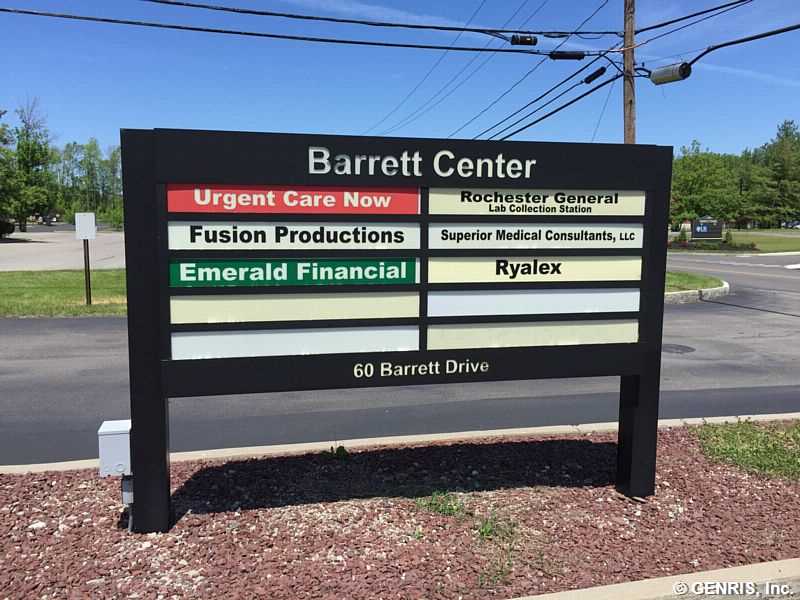 Barrett Center
Urgent Care Now
Rochester General
Lab Collection Station
Fusion Productions
Superior Medical Consultants, LLC
Emerald Financial
Ryalex
60 Barrett Drive
© GENRIS, Inc.